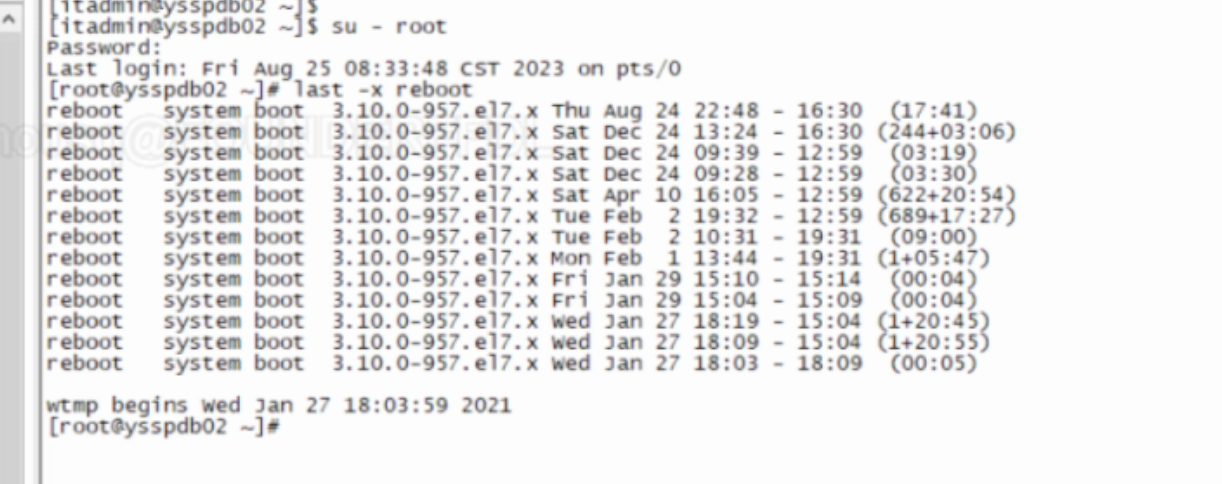 [itadmin@ysspdb02 ~]$
[itadmin@ysspdb02 ~]$ su - root
Password:
Last login: Fri Aug 25 08:33:48 CST 2023 on pts/0
[root@ysspdb02 ~]# last -x reboot
reboot   system boot  3.10.0-957.el7.x Thu Aug 24 22:48 - 16:30  (17:41)
reboot   system boot  3.10.0-957.el7.x Sat Dec 24 13:24 - 16:30 (244+03:06)
reboot   system boot  3.10.0-957.el7.x Sat Dec 24 09:39 - 12:59  (03:19)
reboot   system boot  3.10.0-957.el7.x Sat Dec 24 09:28 - 12:59  (03:30)
reboot   system boot  3.10.0-957.el7.x Sat Apr 10 16:05 - 12:59 (622+20:54)
reboot   system boot  3.10.0-957.el7.x Tue Feb  2 19:32 - 12:59 (689+17:27)
reboot   system boot  3.10.0-957.el7.x Tue Feb  2 10:31 - 19:31  (09:00)
reboot   system boot  3.10.0-957.el7.x Mon Feb  1 13:44 - 19:31 (1+05:47)
reboot   system boot  3.10.0-957.el7.x Fri Jan 29 15:10 - 15:14  (00:04)
reboot   system boot  3.10.0-957.el7.x Fri Jan 29 15:04 - 15:09  (00:04)
reboot   system boot  3.10.0-957.el7.x Wed Jan 27 18:19 - 15:04 (1+20:45)
reboot   system boot  3.10.0-957.el7.x Wed Jan 27 18:09 - 15:04 (1+20:55)
reboot   system boot  3.10.0-957.el7.x Wed Jan 27 18:03 - 18:09  (00:05)
wtmp begins Wed Jan 27 18:03:59 2021
[root@ysspdb02 ~]#